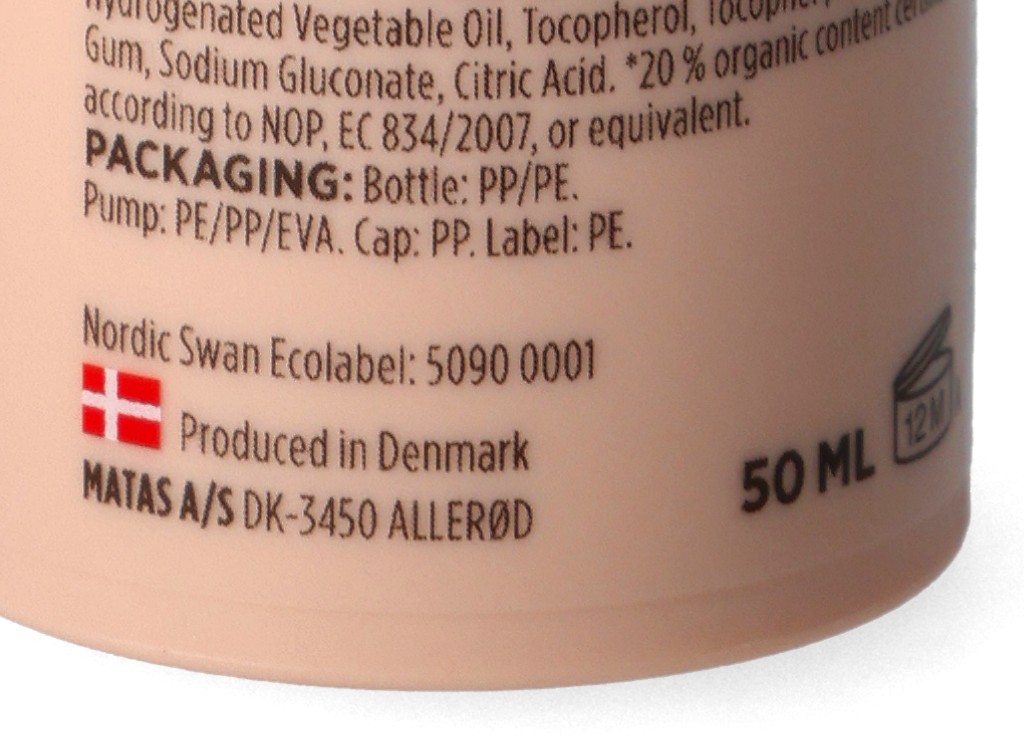 hydrogenated Vegetable Oil, Tocopherol,
Gum, Sodium Gluconate, Citric Acid. *20 % organic content
according to NOP, EC 834/2007, or equivalent.
PACKAGING: Bottle: PP/PE.
Pump: PE/PP/EVA. Cap: PP. Label: PE.
Nordic Swan Ecolabel: 5090 0001
Produced in Denmark
MATAS A/S DK-3450 ALLERØD
50 ML
12 M